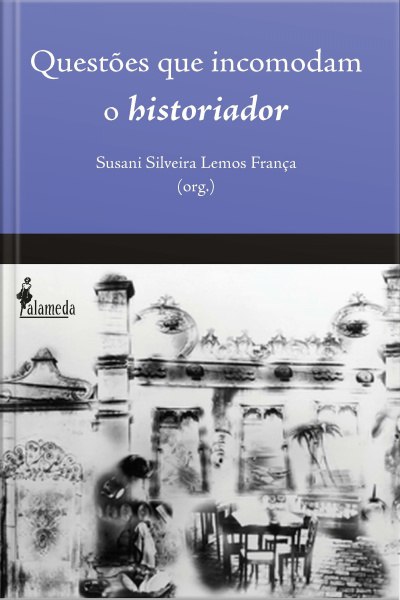 Questões que incomodam
o historiador
Susani Silveira Lemos França
(org.)
alameda